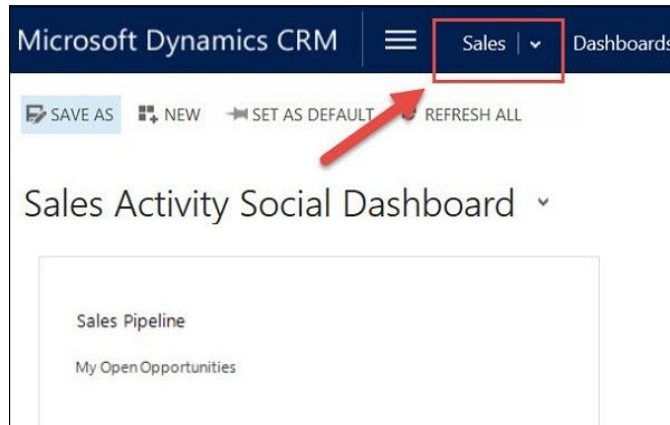 Microsoft Dynamics CRM Sales Dashboards
SAVE AS NEW SET AS DEFAULT REFRESH ALL
Sales Activity Social Dashboard
Sales Pipeline
My Open Opportunities